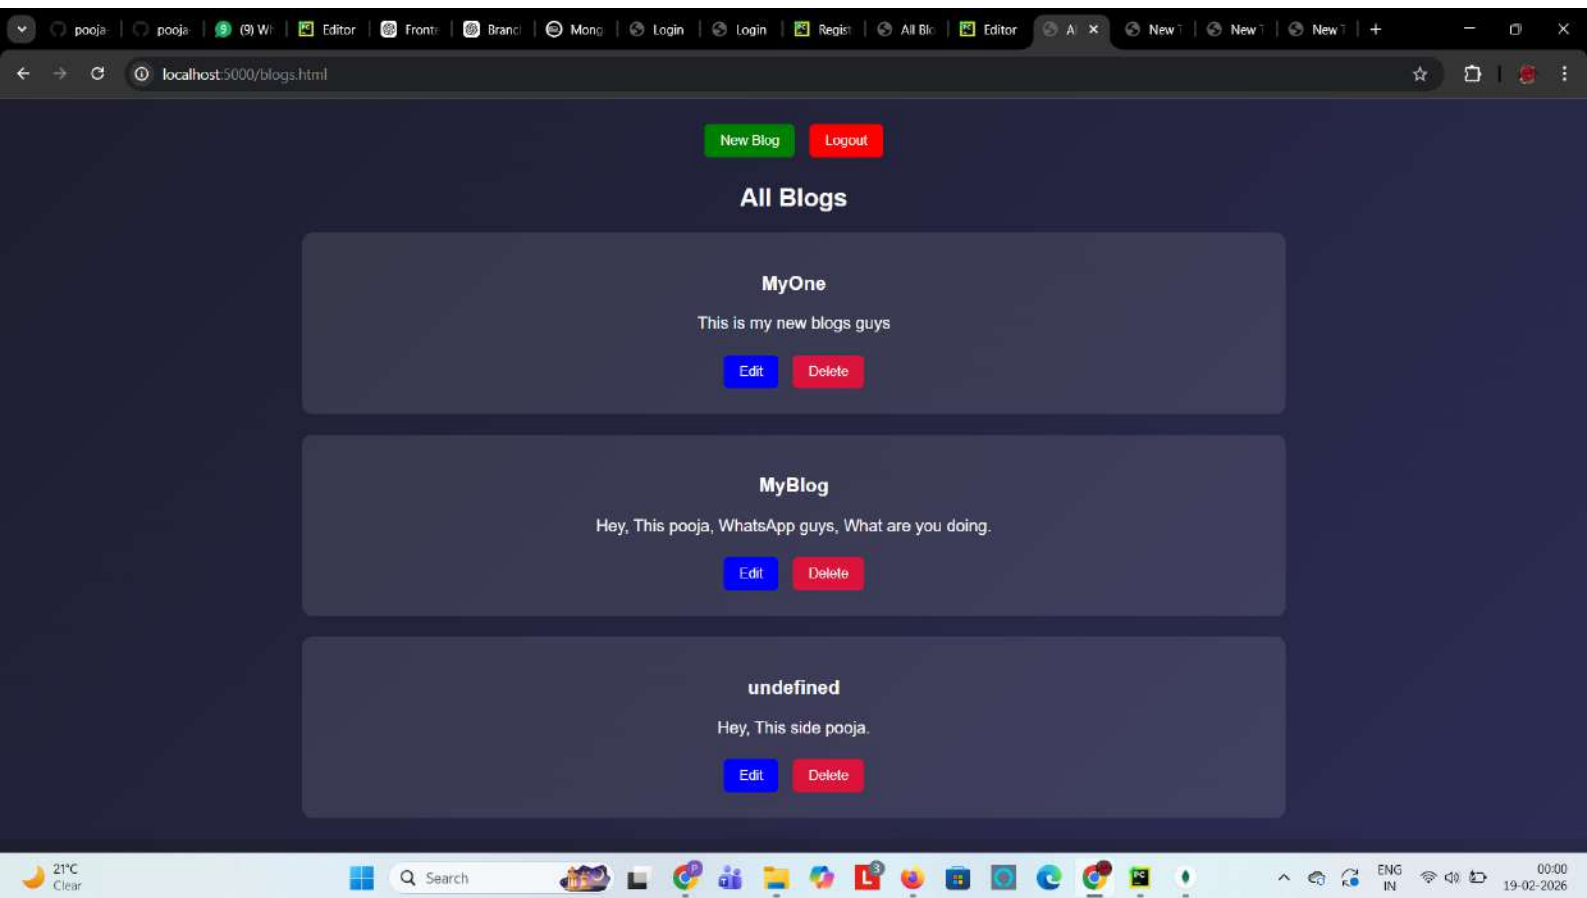 pooja-
pooja-
(9) Wh
Editor
Fronte
Branc
Mong
Login
Login
Regist
All Blo
Editor
Al
New T
New T
New T
localhost:5000/blogs.html
New Blog
Logout
All Blogs
MyOne
This is my new blogs guys
Edit
Delete
MyBlog
Hey, This pooja, WhatsApp guys, What are you doing.
Edit
Delete
undefined
Hey, This side pooja.
Edit
Delete
21°C
Clear
Search
ENG
IN
00:00
19-02-2026